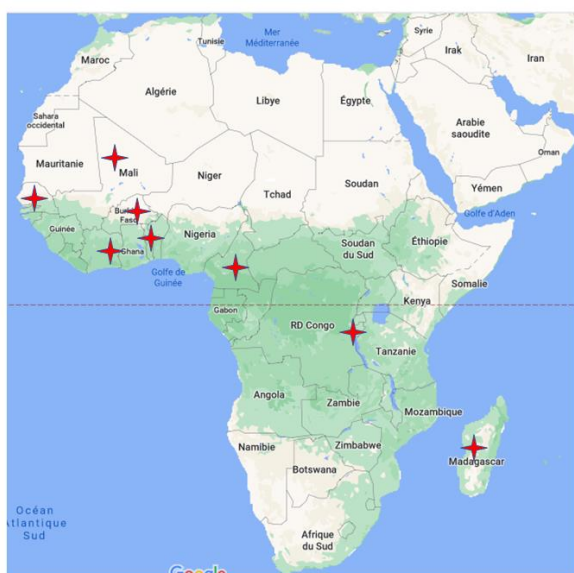 Mer
Méditerranée
Tunisie
Syrie
Irak
Iran
Maroc
Algérie
Libye
Égypte
Sahara
occidental
Arabie
saoudite
Oman
Mauritanie
Mali
Niger
Tchad
Soudan
Yémen
Golfe d'Aden
Guinée
Ghana
Nigeria
Soudan
du Sud
Éthiopie
Golfe de
Guinée
Somalie
Gabon
Kenya
RD Congo
Tanzanie
Angola
Zambie
Mozambique
Namibie
Zimbabwe
Madagascar
Botswana
Océan
Atlantique
Sud
Afrique
du Sud
Google